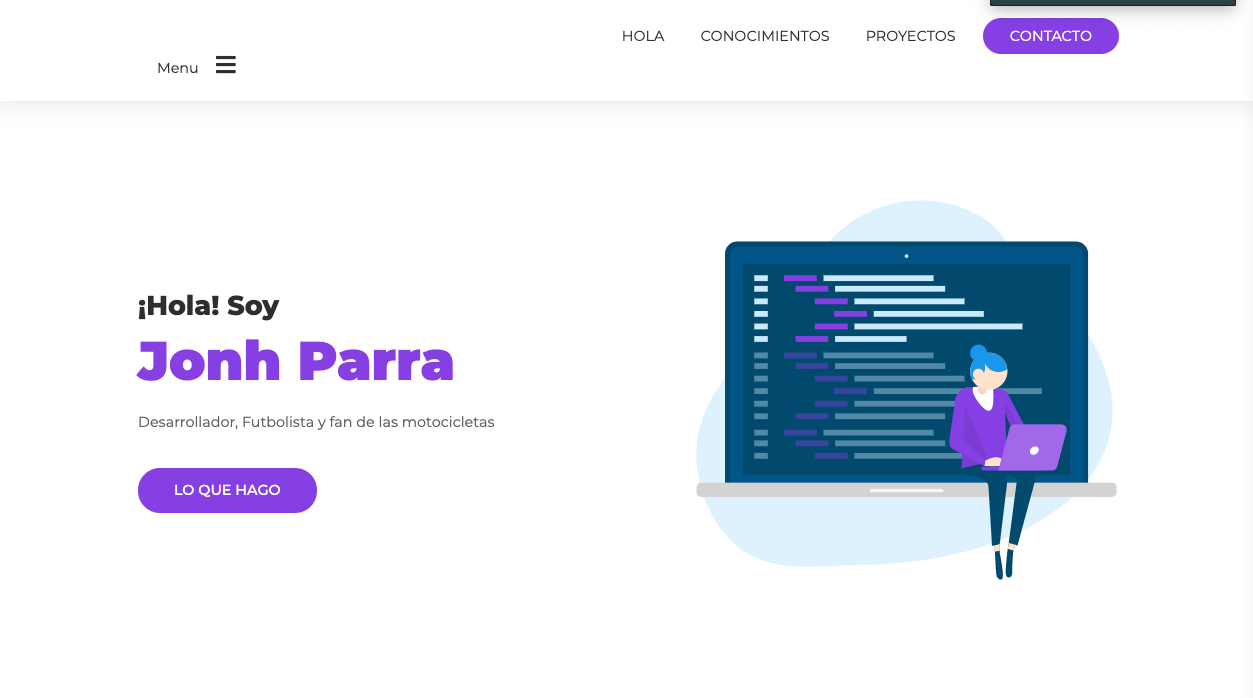 HOLA CONOCIMIENTOS PROYECTOS CONTACTO
Menu
¡Hola! Soy
Jonh Parra
Desarrollador, Futbolista y fan de las motocicletas
LO QUE HAGO